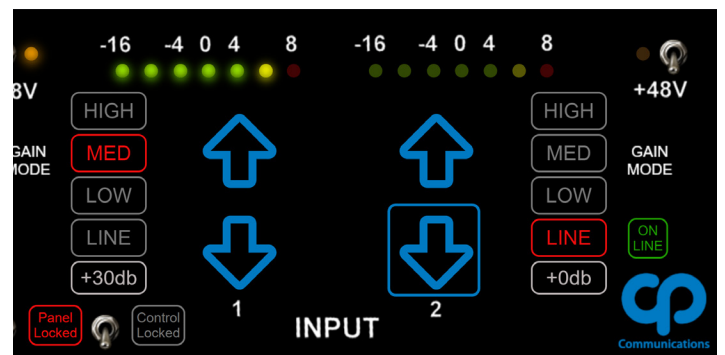 -16 -4 0 4 8
-16 -4 0 4 8
8V
+48V
HIGH
MED
LOW
LINE
+30db
GAIN
MODE
HIGH
MED
LOW
LINE
+0db
GAIN
MODE
ON
LINE
1
INPUT
2
Panel
Locked
Control
Locked
CP
Communications